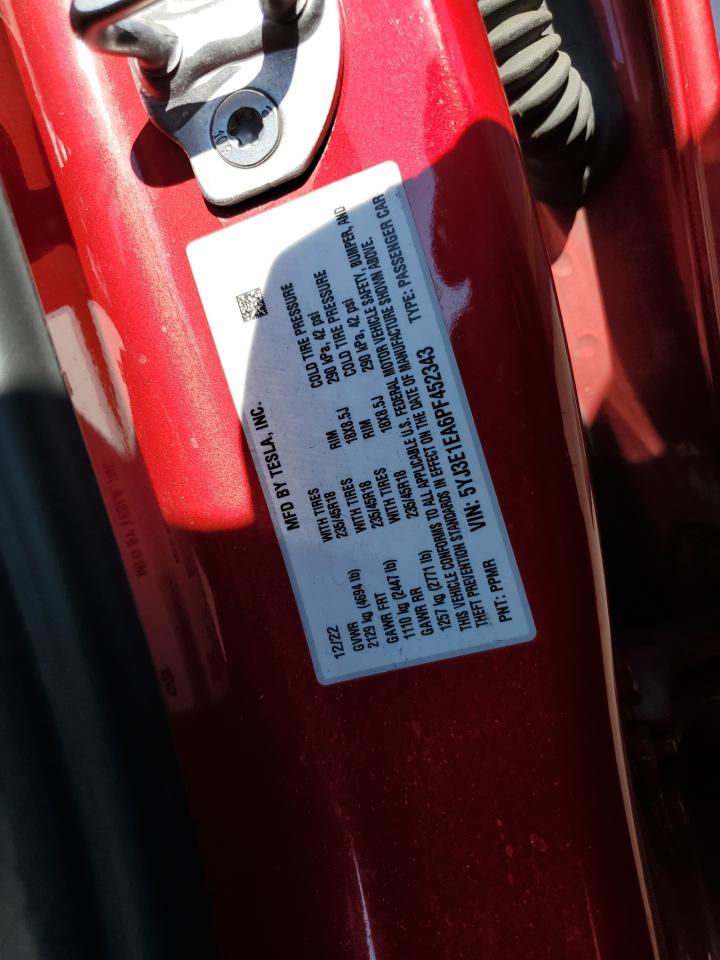 MFD BY TESLA, INC.
12/22
GVWR WITH TIRES RIM COLD TIRE PRESSURE
2129 kg (4694 lb) 235/45R18 18X8.5J 290 kPa, 42 psi
GAWR FRT WITH TIRES RIM COLD TIRE PRESSURE
1110 kg (2447 lb) 235/45R18 18X8.5J 290 kPa, 42 psi
GAWR RR WITH TIRES
1257 kg (2771 lb) 235/45R18
THIS VEHICLE CONFORMS TO ALL APPLICABLE U.S. FEDERAL MOTOR VEHICLE SAFETY, BUMPER, AND
THEFT PREVENTION STANDARDS IN EFFECT ON THE DATE OF MANUFACTURE SHOWN ABOVE.
VIN: 5YJ3E1EA6PF452343 TYPE: PASSENGER CAR
PNT: PPMR